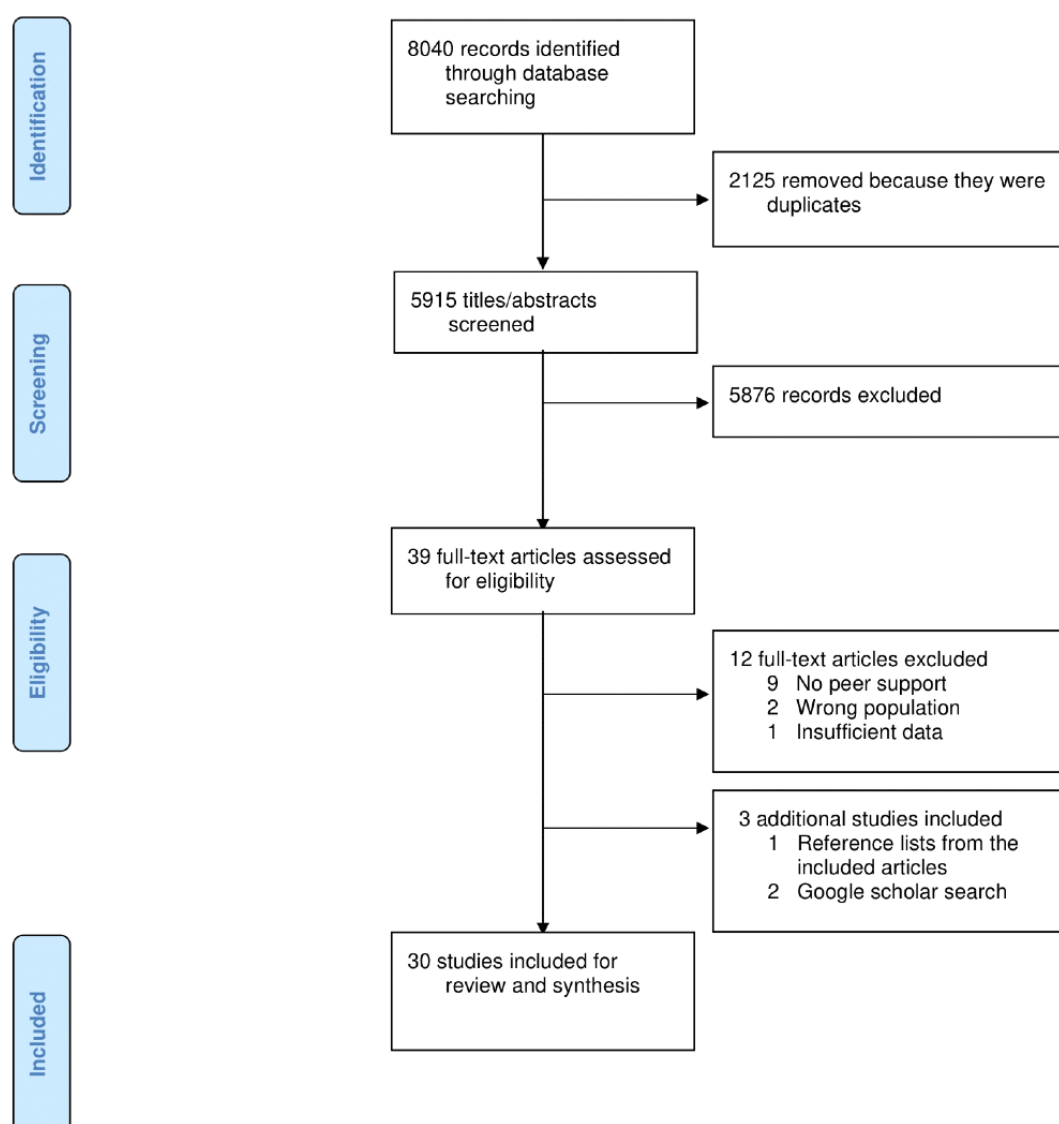 Identification
8040 records identified
through database
searching
2125 removed because they were
duplicates
Screening
5915 titles/abstracts
screened
5876 records excluded
Eligibility
39 full-text articles assessed
for eligibility
12 full-text articles excluded
9 No peer support
2 Wrong population
1 Insufficient data
3 additional studies included
1 Reference lists from the
included articles
2 Google scholar search
Included
30 studies included for
review and synthesis